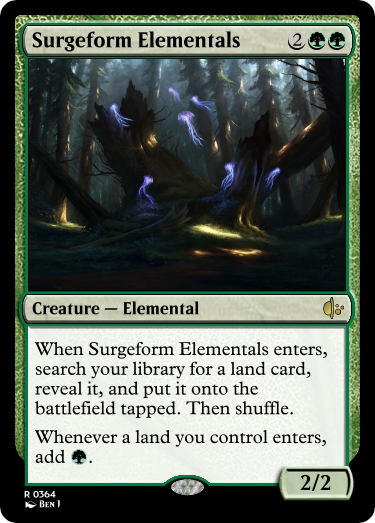 Surgeform Elementals 2
Creature — Elemental
When Surgeform Elementals enters,
search your library for a land card,
reveal it, and put it onto the
battlefield tapped. Then shuffle.
Whenever a land you control enters,
add .
2/2
R 0364
Ben I